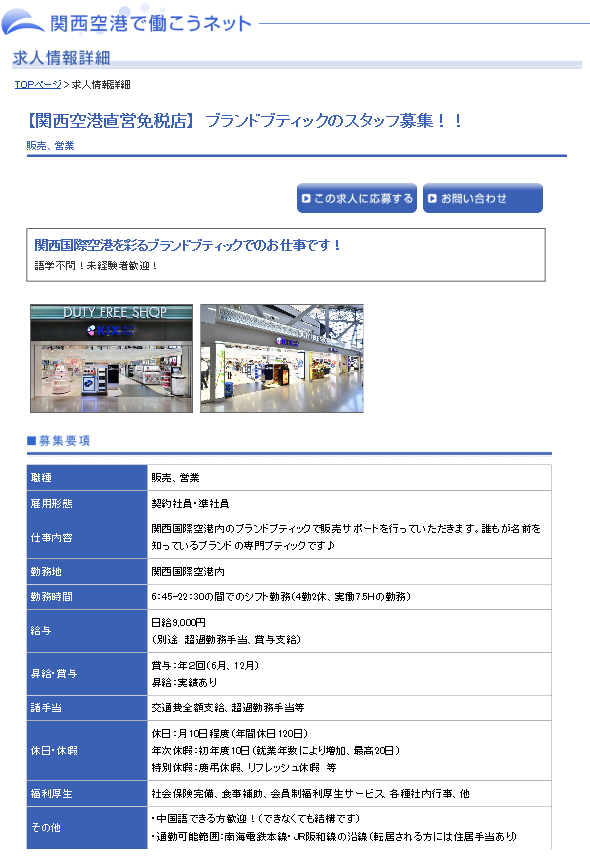 関西空港で働こうネット
求人情報詳細
TOPページ > 求人情報詳細
【関西空港直営免税店】 ブランドブティックのスタッフ募集！！
販売、営業
この求人に応募する
お問い合わせ
関西国際空港を彩るブランドブティックでのお仕事です！
語学不問！未経験者歓迎！
DUTY FREE SHOP
KIX
■募集要項
職種 販売、営業
雇用形態 契約社員・準社員
仕事内容 関西国際空港内のブランドブティックで販売サポートを行っていただきます。誰もが名前を
知っているブランドの専門ブティックです♪
勤務地 関西国際空港内
勤務時間 6：45-22：30の間でのシフト勤務(4勤2休、実働7.5Hの勤務)
給与 日給9,000円
(別途 超過勤務手当、賞与支給)
昇給・賞与 賞与：年2回(6月、12月)
昇給：実績あり
諸手当 交通費全額支給、超過勤務手当等
休日・休暇 休日：月10日程度(年間休日120日)
年次休暇：初年度10日(就業年数により増加、最高20日)
特別休暇：慶弔休暇、リフレッシュ休暇 等
福利厚生 社会保険完備、食事補助、会員制福利厚生サービス、各種社内行事、他
その他 ・中国語できる方歓迎！(できなくても結構です)
・通勤可能範囲：南海電鉄本線・JR阪和線の沿線(転居される方には住居手当あり)